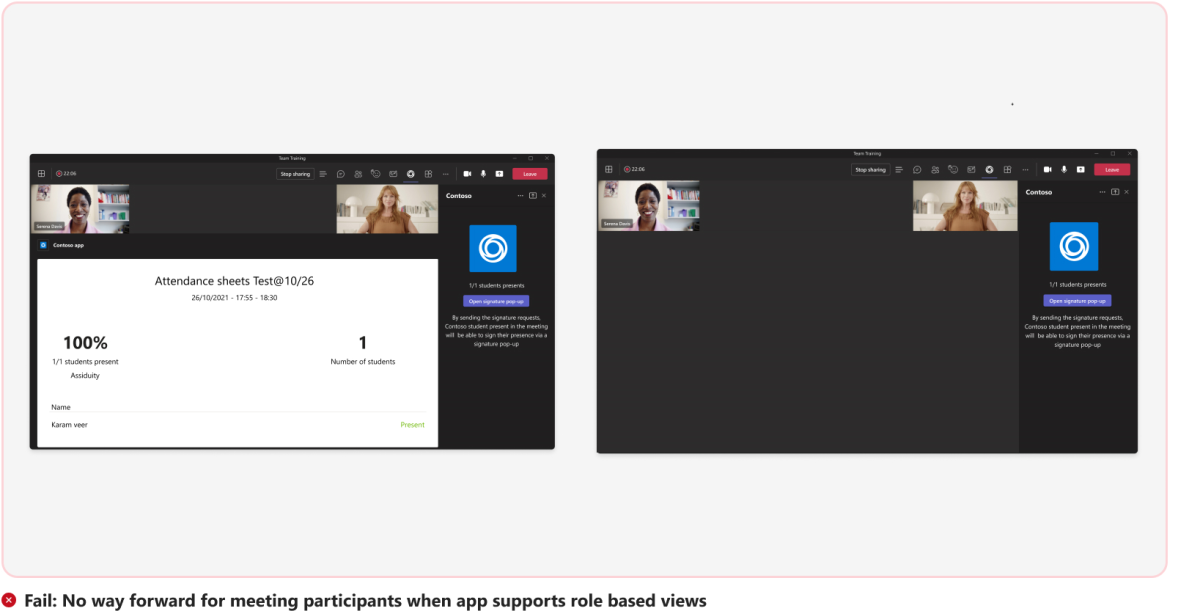 Team Training
22:06
Stop sharing
Leave
Serena Davis
Contoso
Contoso app
Attendance sheets Test@10/26
26/10/2021 - 17:55 - 18:30
100%
1
1/1 students present
Number of students
Assiduity
Name
Karam veer
Present
1/1 students presents
Open signature pop-up
By sending the signature requests,
Contoso student present in the meeting
will be able to sign their presence via a
signature pop-up
Team Training
22:06
Stop sharing
Leave
Serena Davis
Contoso
1/1 students presents
Open signature pop-up
By sending the signature requests,
Contoso student present in the meeting
will be able to sign their presence via a
signature pop-up
Fail: No way forward for meeting participants when app supports role based views